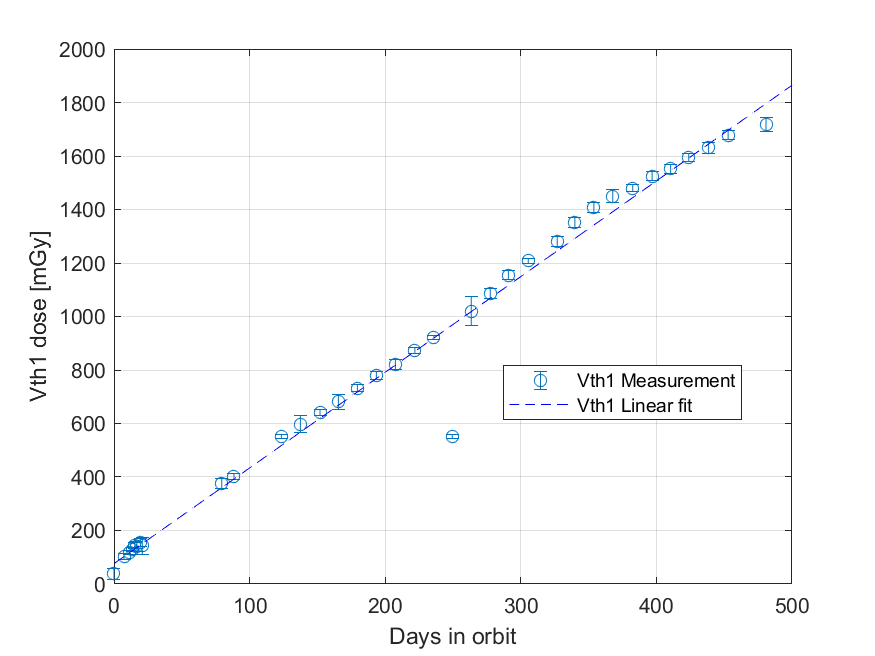 2000
1800
1600
1400
1200
1000
800
600
400
200
0
Vth1 dose [mGy]
Vth1 Measurement
Vth1 Linear fit
0 100 200 300 400 500
Days in orbit